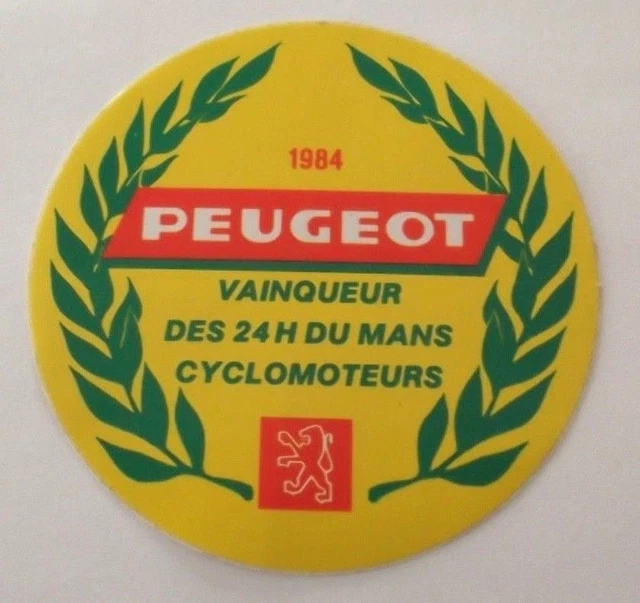 1984
PEUGEOT
VAINQUEUR
DES 24 H DU MANS
CYCLOMOTEURS